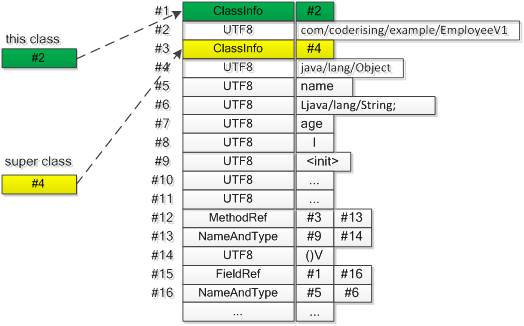 #1 ClassInfo #2
this class #2 UTF8 com/coderising/example/EmployeeV1
#2 #3 ClassInfo #4
#4 UTF8 java/lang/Object
#5 UTF8 name
#6 UTF8 Ljava/lang/String;
#7 UTF8 age
#8 UTF8 I
super class #9 UTF8 <init>
#4 #10 UTF8 ...
#11 UTF8 ...
#12 MethodRef #3 #13
#13 NameAndType #9 #14
#14 UTF8 ()V
#15 FieldRef #1 #16
#16 NameAndType #5 #6
... ...